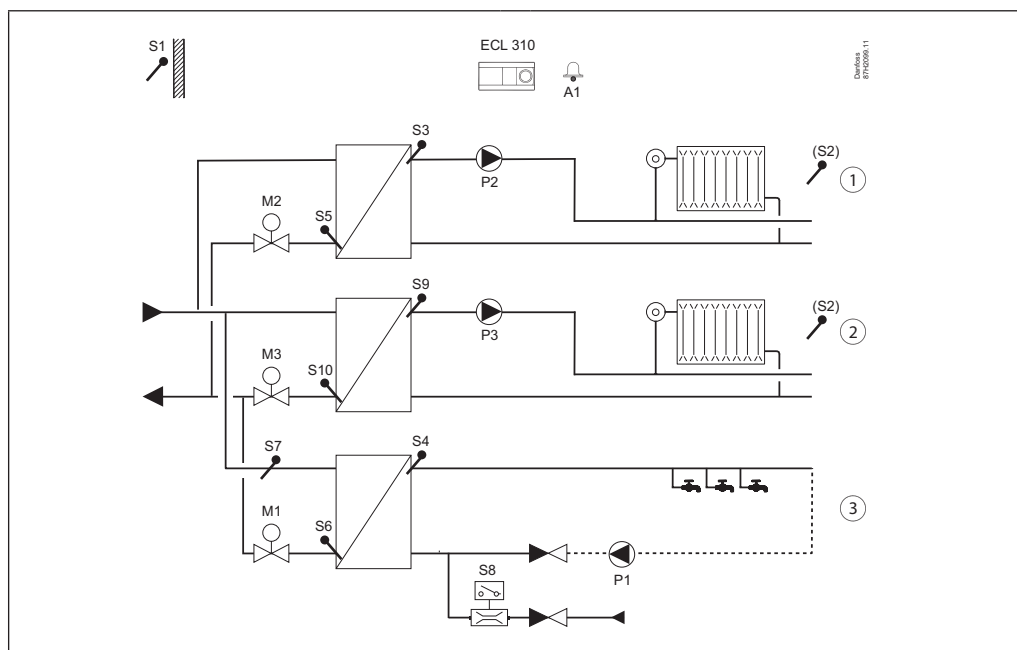 S1
ECL 310
A1
Danfoss
87H2099.11
S3
P2
(S2)
1
M2
S5
S9
P3
(S2)
2
M3
S10
S7
S4
3
M1
S6
P1
S8